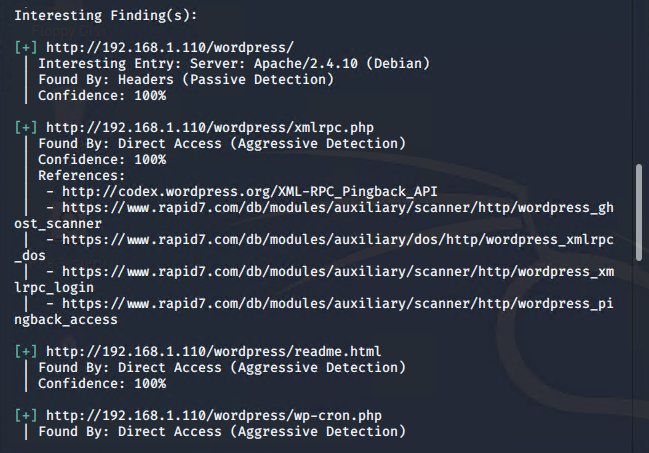 Interesting Finding(s):
[+] http://192.168.1.110/wordpress/
| Interesting Entry: Server: Apache/2.4.10 (Debian)
| Found By: Headers (Passive Detection)
| Confidence: 100%
[+] http://192.168.1.110/wordpress/xmlrpc.php
| Found By: Direct Access (Aggressive Detection)
| Confidence: 100%
| References:
|  - http://codex.wordpress.org/XML-RPC_Pingback_API
|  - https://www.rapid7.com/db/modules/auxiliary/scanner/http/wordpress_gh
ost_scanner
|  - https://www.rapid7.com/db/modules/auxiliary/dos/http/wordpress_xmlrpc
_dos
|  - https://www.rapid7.com/db/modules/auxiliary/scanner/http/wordpress_xm
lrpc_login
|  - https://www.rapid7.com/db/modules/auxiliary/scanner/http/wordpress_pi
ngback_access
[+] http://192.168.1.110/wordpress/readme.html
| Found By: Direct Access (Aggressive Detection)
| Confidence: 100%
[+] http://192.168.1.110/wordpress/wp-cron.php
| Found By: Direct Access (Aggressive Detection)